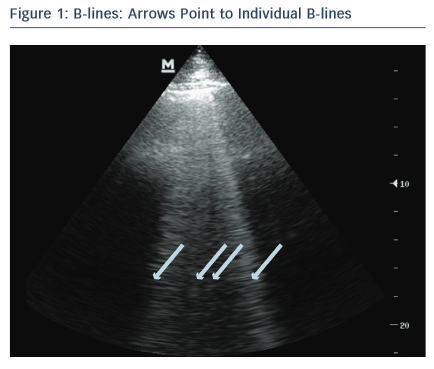 Figure 1: B-lines: Arrows Point to Individual B-lines
M
10
20